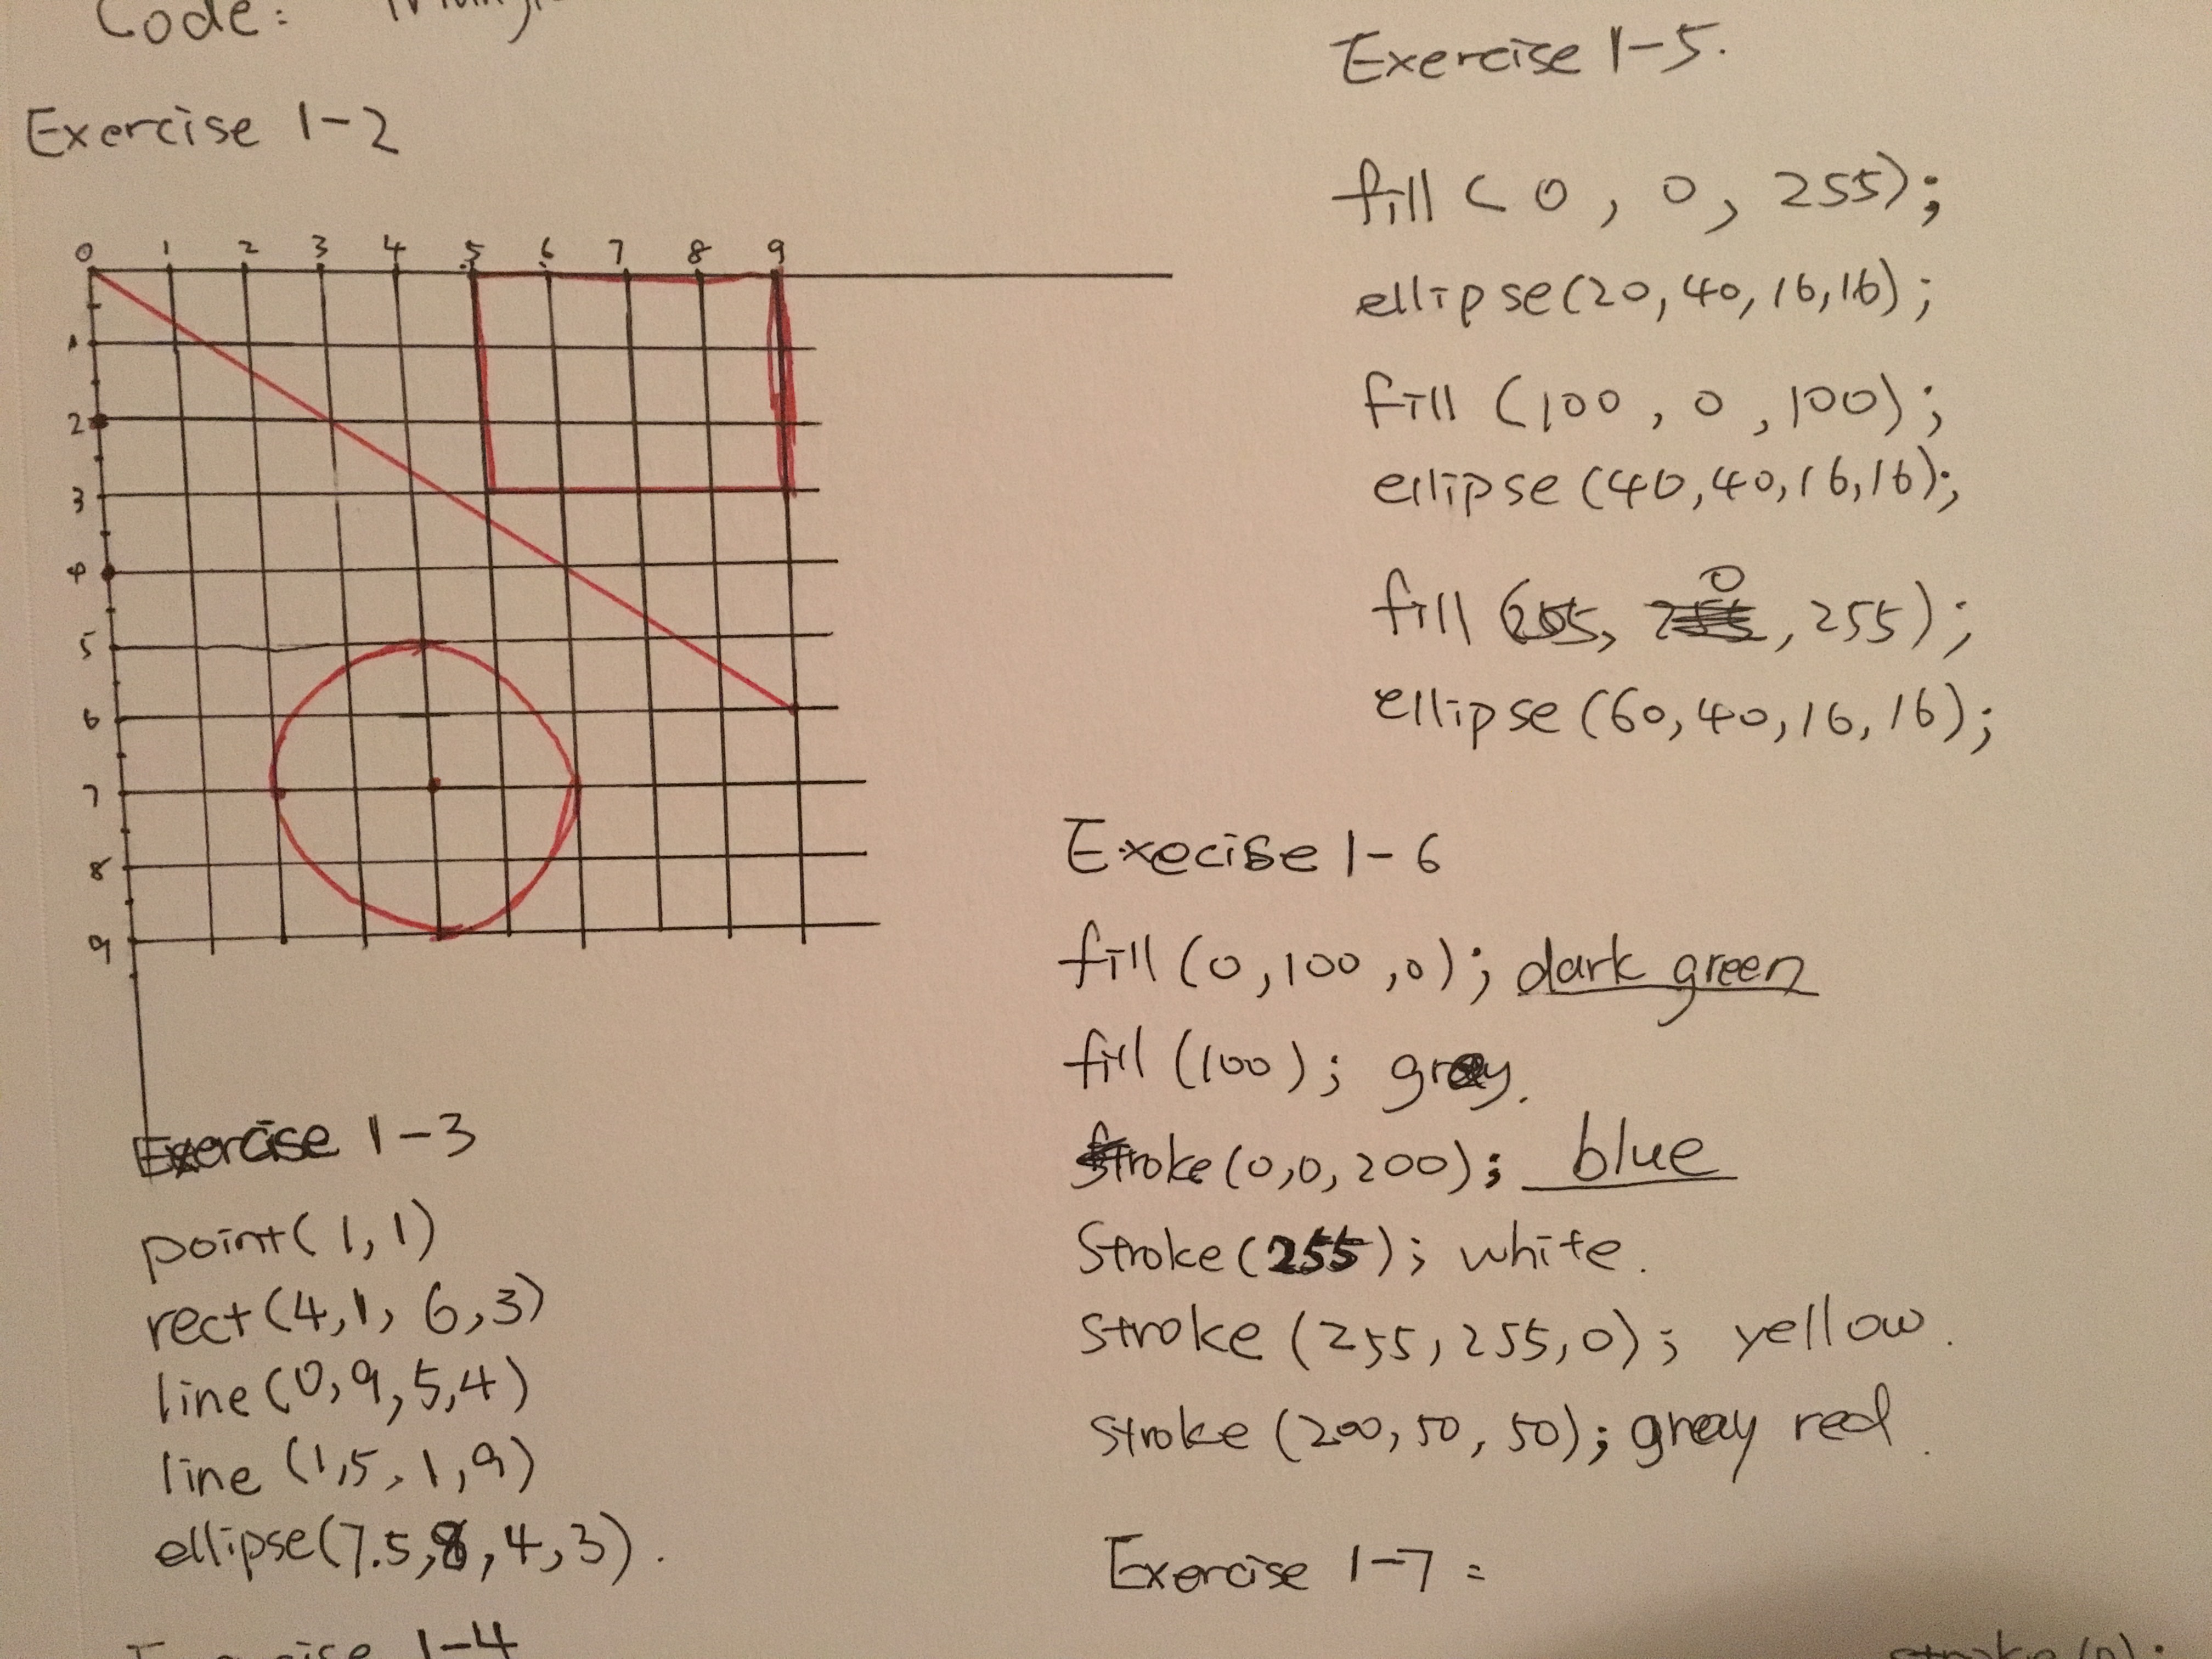 Code:
Exercise 1-2
0 1 2 3 4 5 6 7 8 9
1
2
3
4
5
6
7
8
9
Exercise 1-3
point(1,1)
rect(4,1, 6,3)
line(0,9,5,4)
line (1,5,1,9)
ellipse(7.5,8,4,3).
1-4
Exercise 1-5.
fill (0, 0, 255);
ellipse(20,40,16,16);
fill (100, 0,100);
ellipse(40,40,16,16);
fill ( , 0, 255);
ellipse(60,40,16,16);
Execise 1-6
fill (0,100,0); dark green
fill (100); gray.
stroke(0,0,200); blue
Stroke(255); white.
stroke (255,255,0); yellow.
stroke (200,50,50); greay red.
Exercise 1-7:
stroke(0);